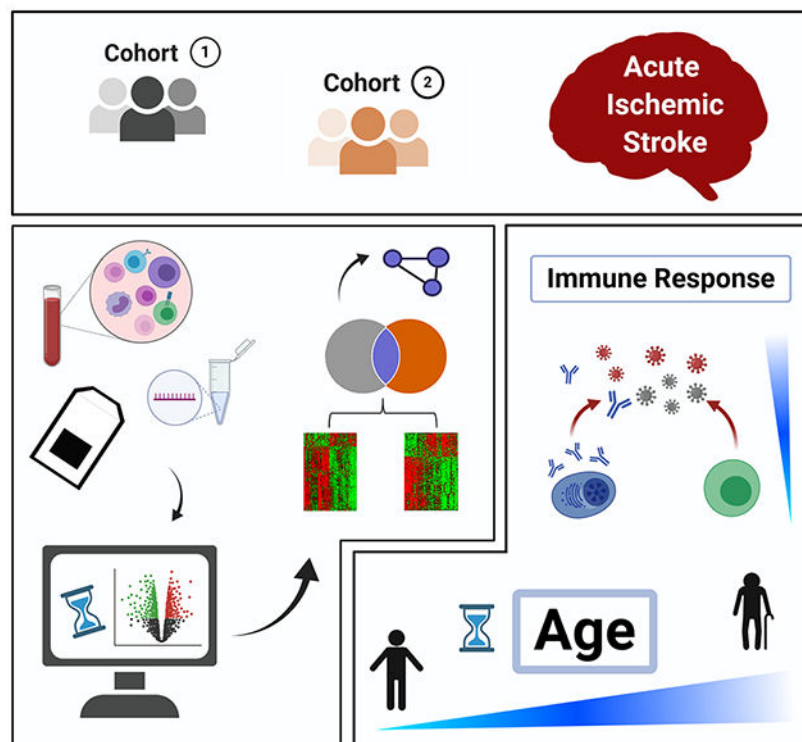 Cohort 1
Cohort 2
Acute
Ischemic
Stroke
Immune Response
Age